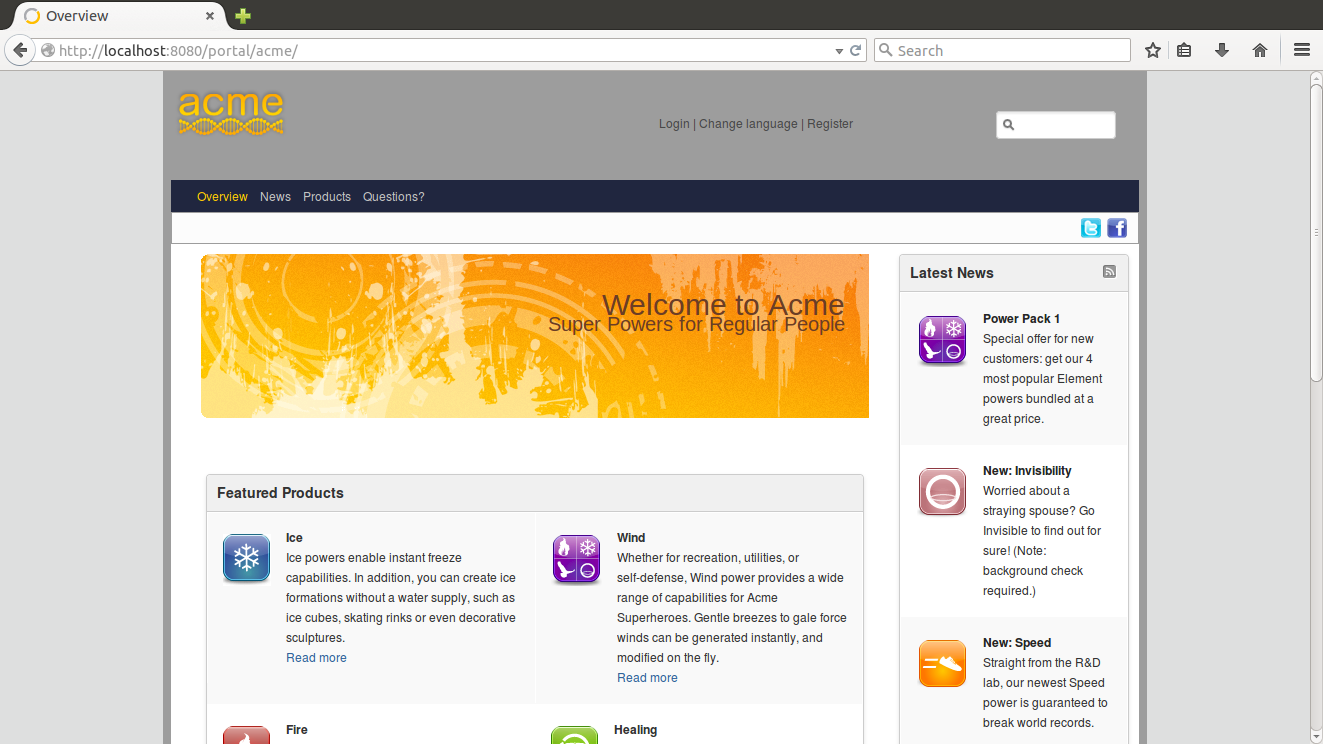 Overview
http://localhost:8080/portal/acme/
Search
acme
Login | Change language | Register
Overview News Products Questions?
Welcome to Acme
Super Powers for Regular People
Featured Products
Ice
Ice powers enable instant freeze
capabilities. In addition, you can create ice
formations without a water supply, such as
ice cubes, skating rinks or even decorative
sculptures.
Read more
Wind
Whether for recreation, utilities, or
self-defense, Wind power provides a wide
range of capabilities for Acme
Superheroes. Gentle breezes to gale force
winds can be generated instantly, and
modified on the fly.
Read more
Fire
Healing
Latest News
Power Pack 1
Special offer for new
customers: get our 4
most popular Element
powers bundled at a
great price.
New: Invisibility
Worried about a
straying spouse? Go
Invisible to find out for
sure! (Note:
background check
required.)
New: Speed
Straight from the R&D
lab, our newest Speed
power is guaranteed to
break world records.